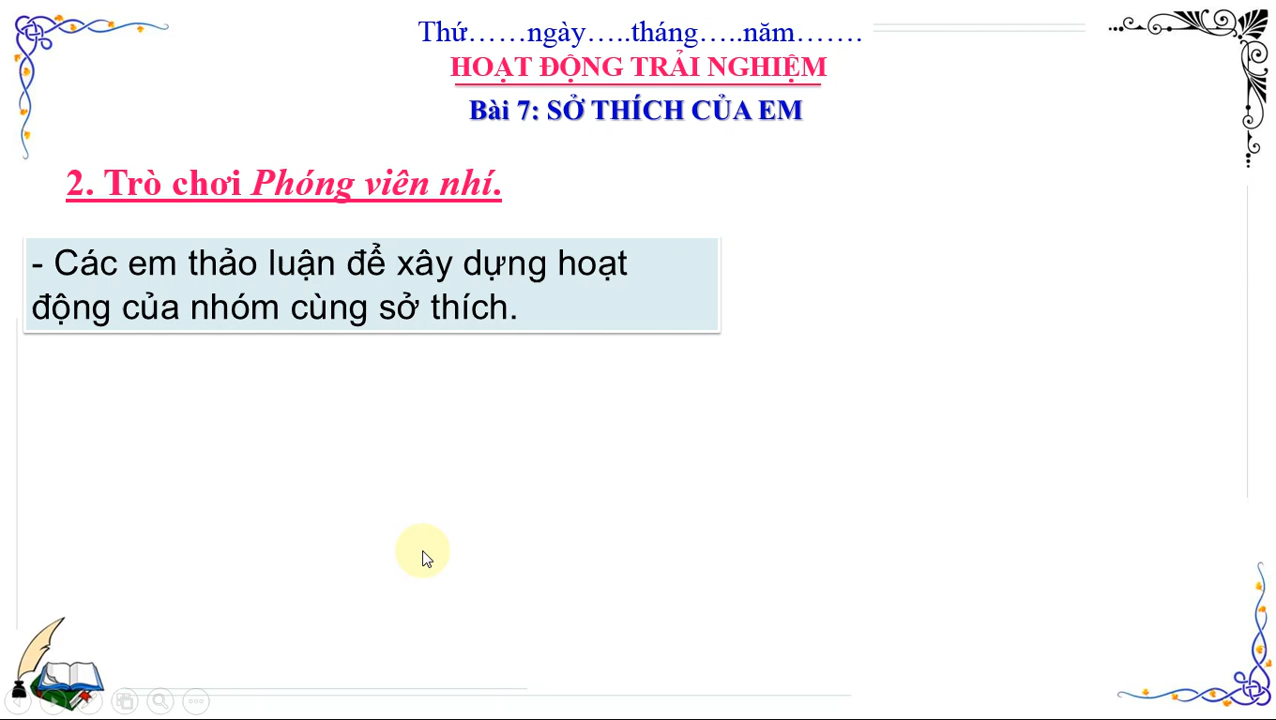 Thứ……ngày…..tháng…..năm…….
HOẠT ĐỘNG TRẢI NGHIỆM
Bài 7: SỞ THÍCH CỦA EM
2. Trò chơi Phóng viên nhí.
- Các em thảo luận để xây dựng hoạt
động của nhóm cùng sở thích.